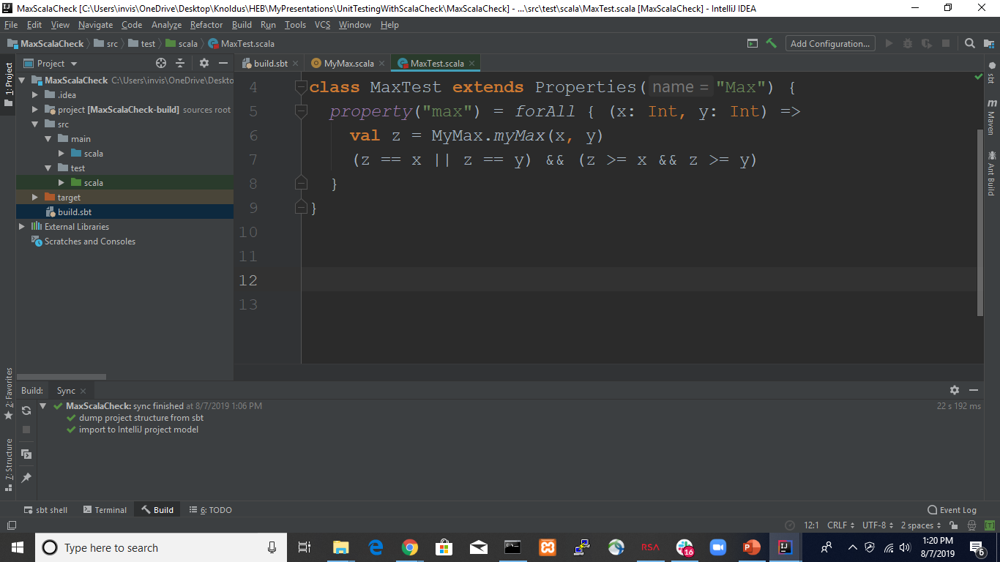 MaxScalaCheck [C:\Users\invis\OneDrive\Desktop\Knoldus\HEB\MyPresentations\UnitTestingWithScalaCheck\MaxScalaCheck] - ...\src\test\scala\MaxTest.scala [MaxScalaCheck] - IntelliJ IDEA
File Edit View Navigate Code Analyze Refactor Build Run Tools VCS Window Help
MaxScalaCheck src test scala MaxTest.scala Add Configuration...
1: Project
Project
build.sbt MyMax.scala MaxTest.scala
MaxScalaCheck C:\Users\invis\OneDrive\Deskto
.idea
project [MaxScalaCheck-build] sources root
src
main
scala
test
scala
target
build.sbt
External Libraries
Scratches and Consoles
4 class MaxTest extends Properties( name = "Max") {
5 property("max") = forAll { (x: Int, y: Int) =>
6 val z = MyMax.myMax(x, y)
7 (z == x || z == y) && (z >= x && z >= y)
8 }
9 }
10
11
12
13
sbt
m Maven
Ant Build
2: Favorites
7: Structure
Build: Sync
MaxScalaCheck: sync finished at 8/7/2019 1:06 PM 22 s 192 ms
dump project structure from sbt
import to IntelliJ project model
sbt shell Terminal Build 6: TODO Event Log
12:1 CRLF UTF-8 2 spaces
Type here to search
RSA
16
1:20 PM
8/7/2019
6